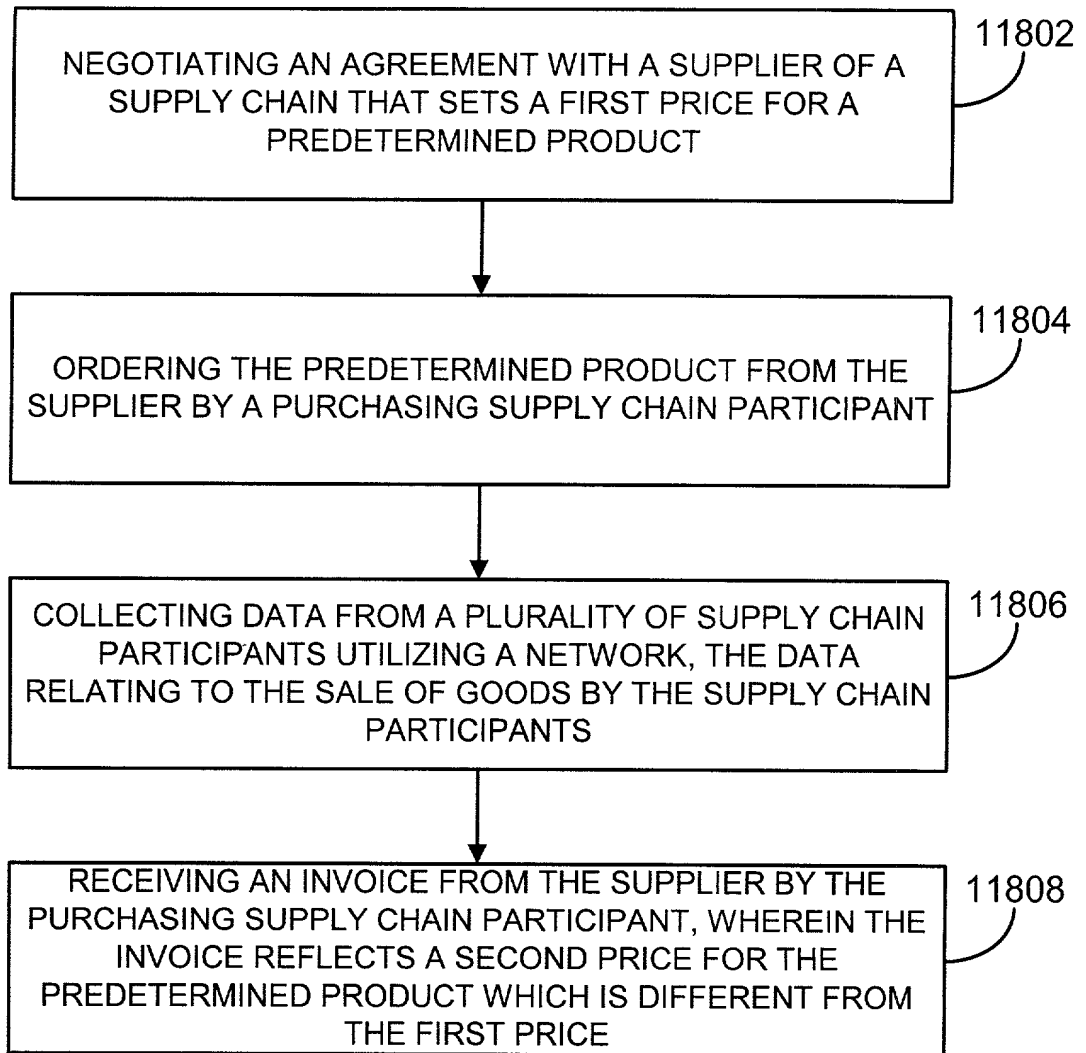 11802
NEGOTIATING AN AGREEMENT WITH A SUPPLIER OF A
SUPPLY CHAIN THAT SETS A FIRST PRICE FOR A
PREDETERMINED PRODUCT
11804
ORDERING THE PREDETERMINED PRODUCT FROM THE
SUPPLIER BY A PURCHASING SUPPLY CHAIN PARTICIPANT
11806
COLLECTING DATA FROM A PLURALITY OF SUPPLY CHAIN
PARTICIPANTS UTILIZING A NETWORK, THE DATA
RELATING TO THE SALE OF GOODS BY THE SUPPLY CHAIN
PARTICIPANTS
11808
RECEIVING AN INVOICE FROM THE SUPPLIER BY THE
PURCHASING SUPPLY CHAIN PARTICIPANT, WHEREIN THE
INVOICE REFLECTS A SECOND PRICE FOR THE
PREDETERMINED PRODUCT WHICH IS DIFFERENT FROM
THE FIRST PRICE